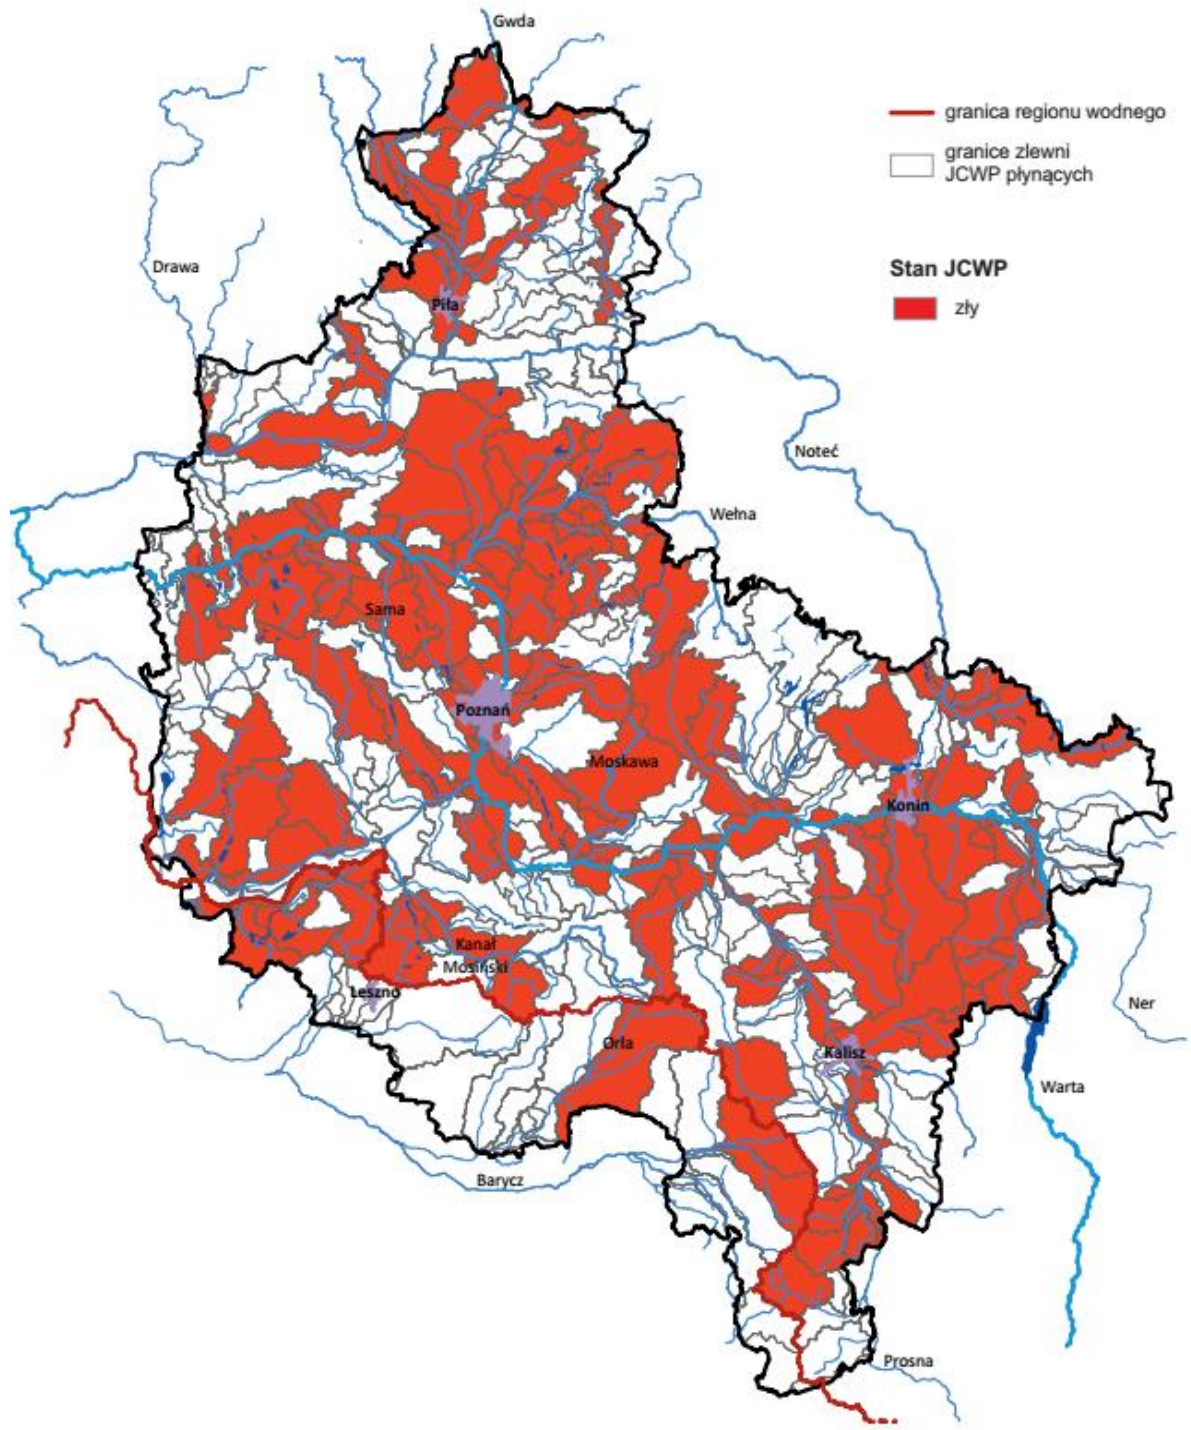 Gwda
granica regionu wodnego
granice zlewni
JCWP płynących
Drawa
Stan JCWP
Piła
zły
Noteć
Wełna
Sama
Poznań
Moskawa
Konin
Kanał
Mosiński
Leszno
Ner
Orla
Kalisz
Warta
Barycz
Prosna